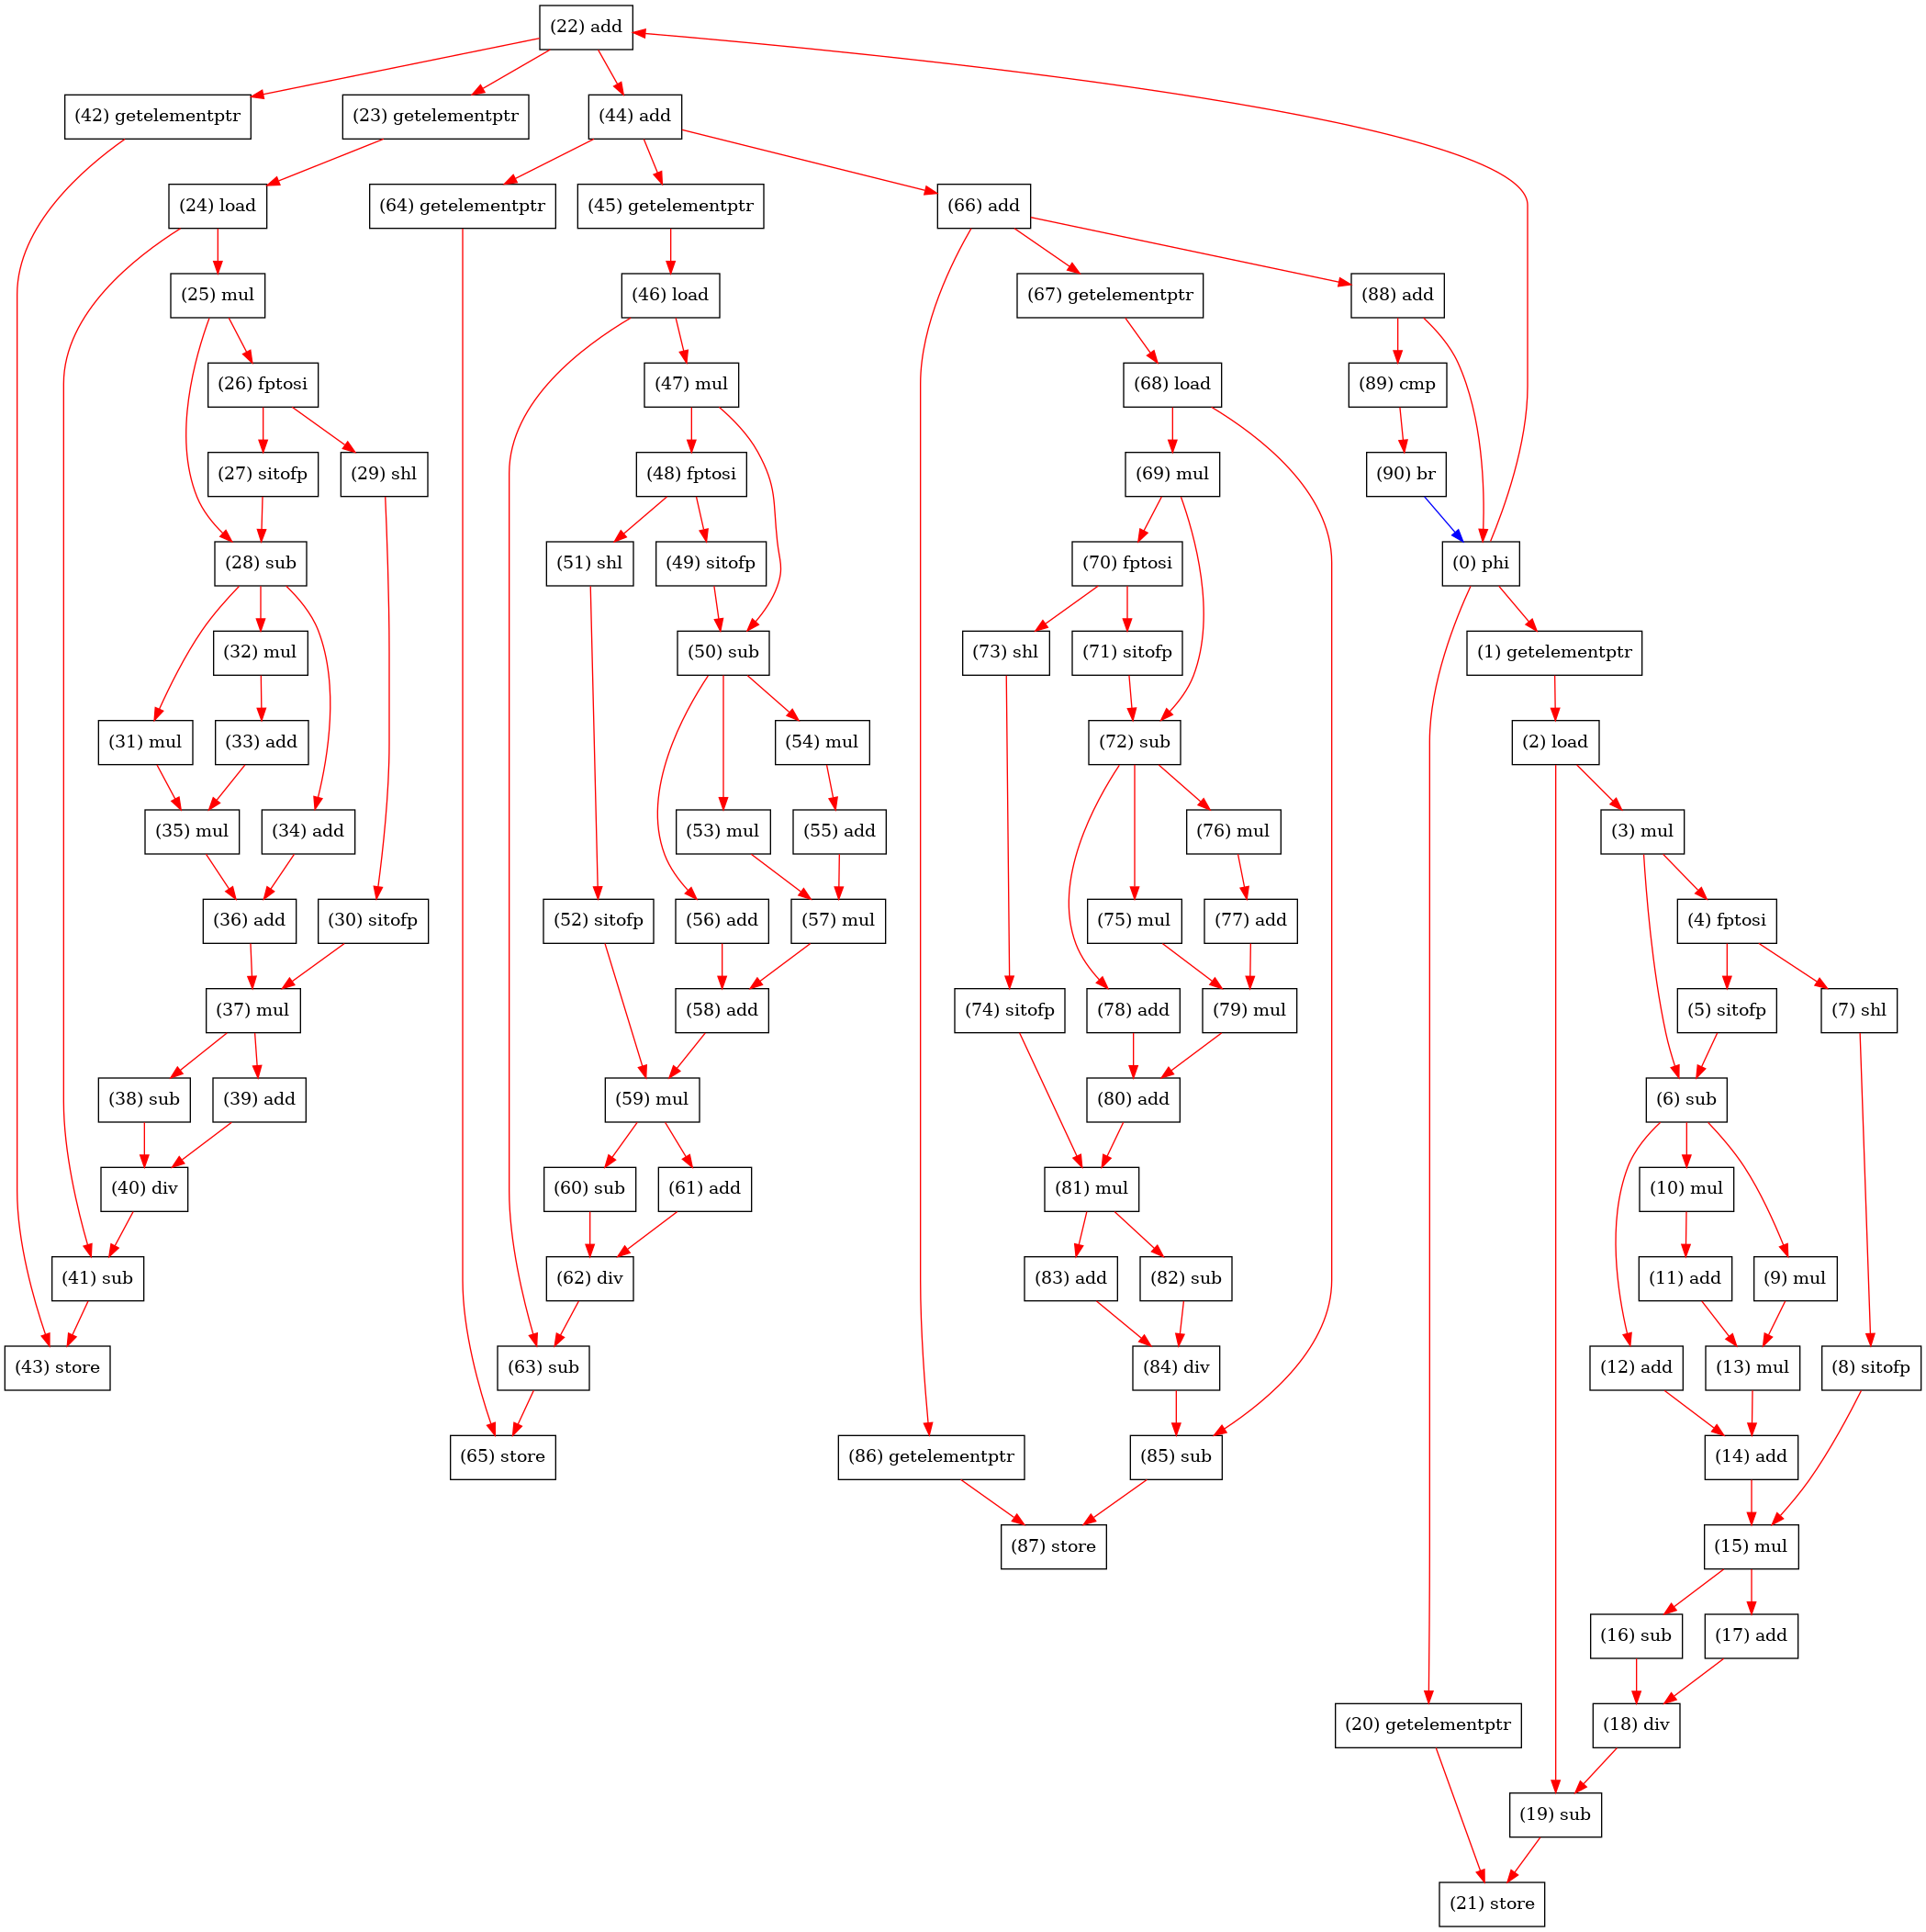 (22) add
(42) getelementptr
(23) getelementptr
(44) add
(24) load
(64) getelementptr
(45) getelementptr
(66) add
(25) mul
(46) load
(67) getelementptr
(88) add
(26) fptosi
(47) mul
(68) load
(89) cmp
(27) sitofp
(29) shl
(48) fptosi
(69) mul
(90) br
(28) sub
(51) shl
(49) sitofp
(70) fptosi
(0) phi
(32) mul
(50) sub
(73) shl
(71) sitofp
(1) getelementptr
(31) mul
(33) add
(54) mul
(72) sub
(2) load
(35) mul
(34) add
(53) mul
(55) add
(76) mul
(3) mul
(36) add
(30) sitofp
(52) sitofp
(56) add
(57) mul
(75) mul
(77) add
(4) fptosi
(37) mul
(58) add
(74) sitofp
(78) add
(79) mul
(5) sitofp
(7) shl
(38) sub
(39) add
(59) mul
(80) add
(6) sub
(40) div
(60) sub
(61) add
(81) mul
(10) mul
(41) sub
(62) div
(83) add
(82) sub
(11) add
(9) mul
(43) store
(63) sub
(84) div
(12) add
(13) mul
(8) sitofp
(65) store
(86) getelementptr
(85) sub
(14) add
(87) store
(15) mul
(16) sub
(17) add
(20) getelementptr
(18) div
(19) sub
(21) store